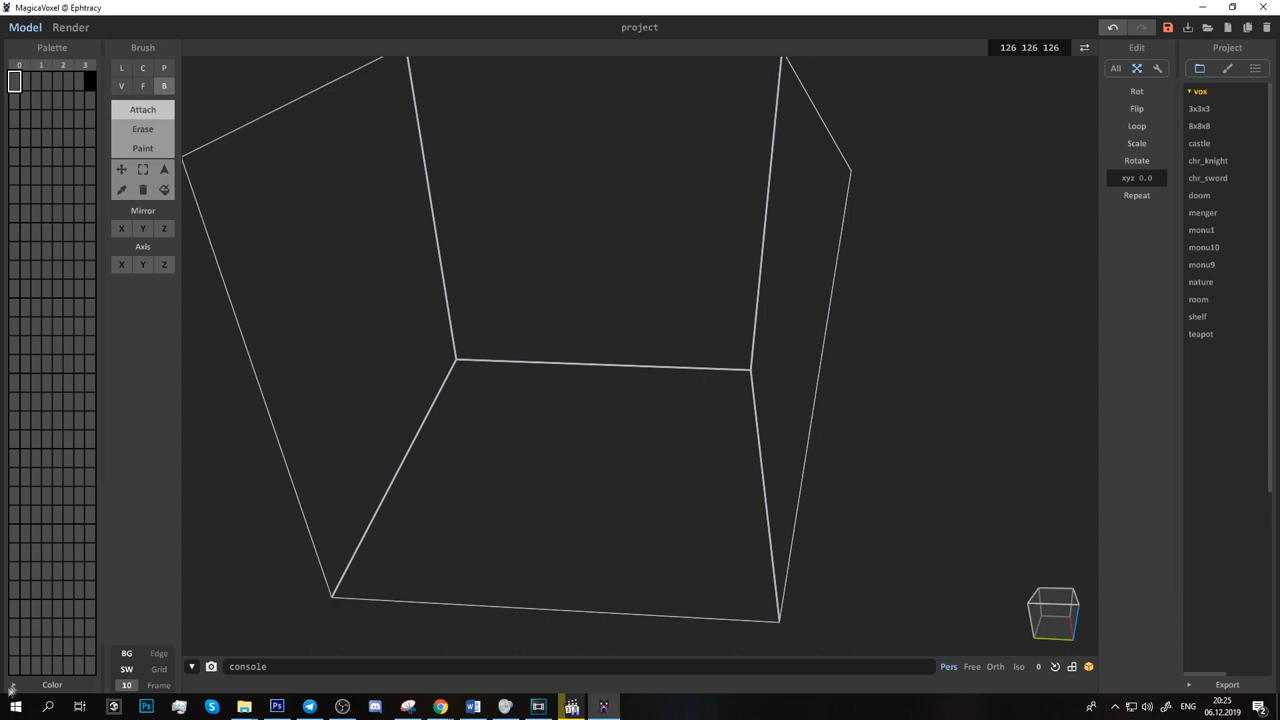 MagicaVoxel @ Ephtracy
Model Render project
Palette Brush 126 126 126 Edit Project
0 1 2 3
L C P All
V F B
Attach Rot vox
Erase Flip 3x3x3
Paint Loop 8x8x8
Scale castle
Rotate chr_knight
xyz 0.0 chr_sword
Repeat doom
Mirror menger
X Y Z monu1
Axis monu10
X Y Z monu9
nature
room
shelf
teapot
BG Edge
SW Grid console Pers Free Orth Iso 0
10 Frame
Color Export
ENG 20:25
06.12.2019